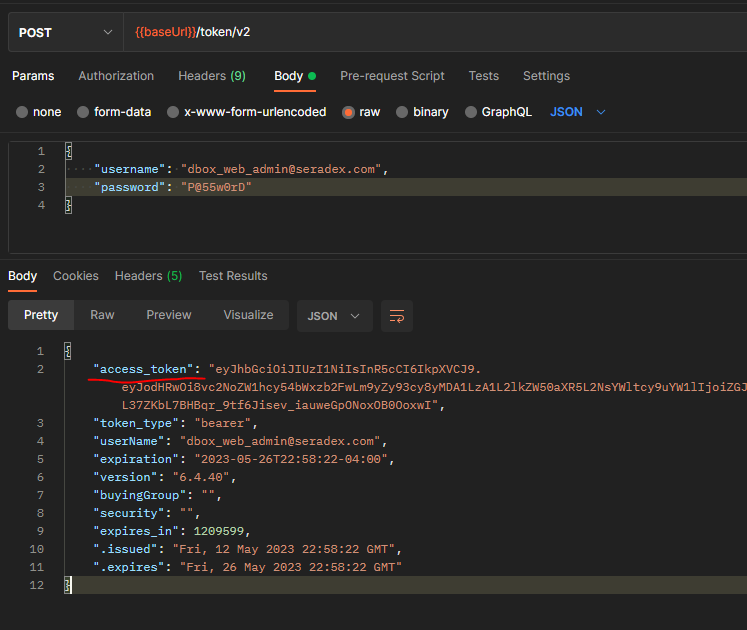 POST {{baseUrl}}/token/v2
Params Authorization Headers (9) Body Pre-request Script Tests Settings
none form-data x-www-form-urlencoded raw binary GraphQL JSON
1 {
2 "username": "dbox_web_admin@seradex.com",
3 "password": "P@55w0rD"
4 }
Body Cookies Headers (5) Test Results
Pretty Raw Preview Visualize JSON
1 {
2 "access_token": "eyJhbGciOiJIUzI1NiIsInR5cCI6IkpXVCJ9.
eyJodHRwOi8vc2NoZW1hcy54bWxzb2FwLm9yZy93cy8yMDA1LzA1L2lkZW50aXR5L2NsYWltcy9uYW1lIjoiZGJ
L37ZKbL7BHBqr_9tf6Jisev_iauweGpONoxOB0OoxwI",
3 "token_type": "bearer",
4 "userName": "dbox_web_admin@seradex.com",
5 "expiration": "2023-05-26T22:58:22-04:00",
6 "version": "6.4.40",
7 "buyingGroup": "",
8 "security": "",
9 "expires_in": 1209599,
10 ".issued": "Fri, 12 May 2023 22:58:22 GMT",
11 ".expires": "Fri, 26 May 2023 22:58:22 GMT"
12 }